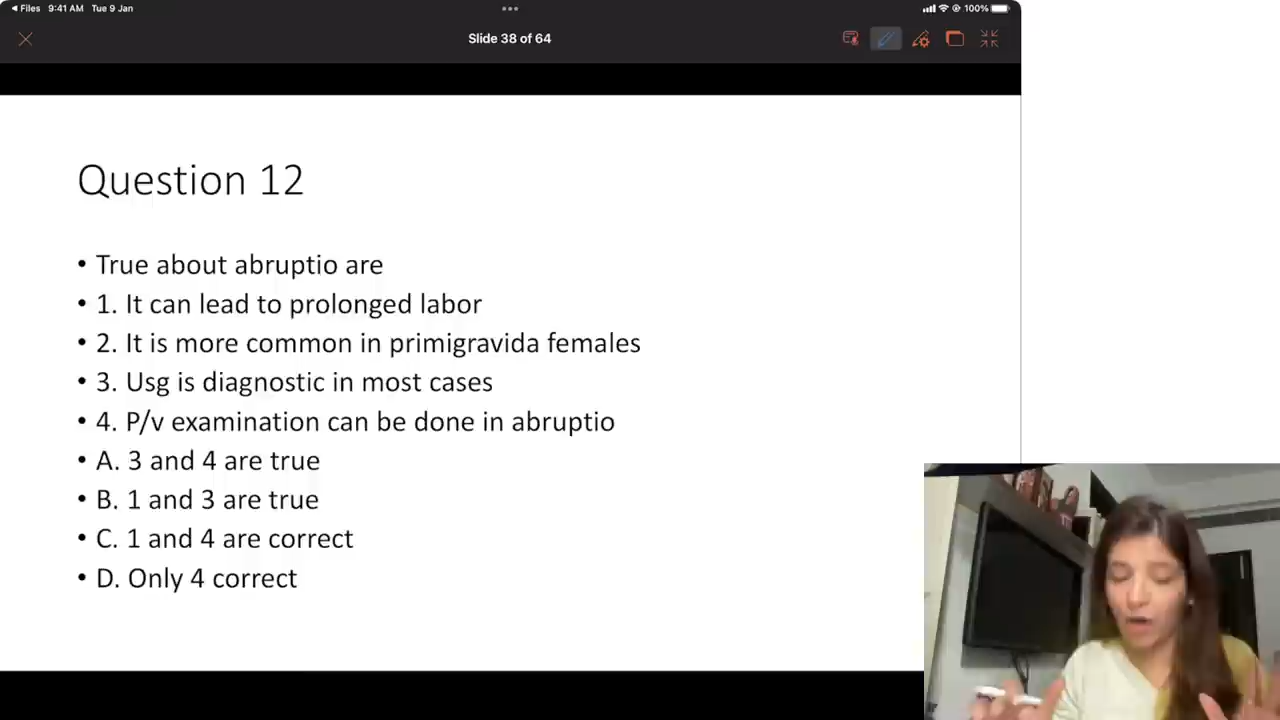 ◀ Files 9:41 AM Tue 9 Jan
100%
Slide 38 of 64
Question 12
• True about abruptio are
• 1. It can lead to prolonged labor
• 2. It is more common in primigravida females
• 3. Usg is diagnostic in most cases
• 4. P/v examination can be done in abruptio
• A. 3 and 4 are true
• B. 1 and 3 are true
• C. 1 and 4 are correct
• D. Only 4 correct